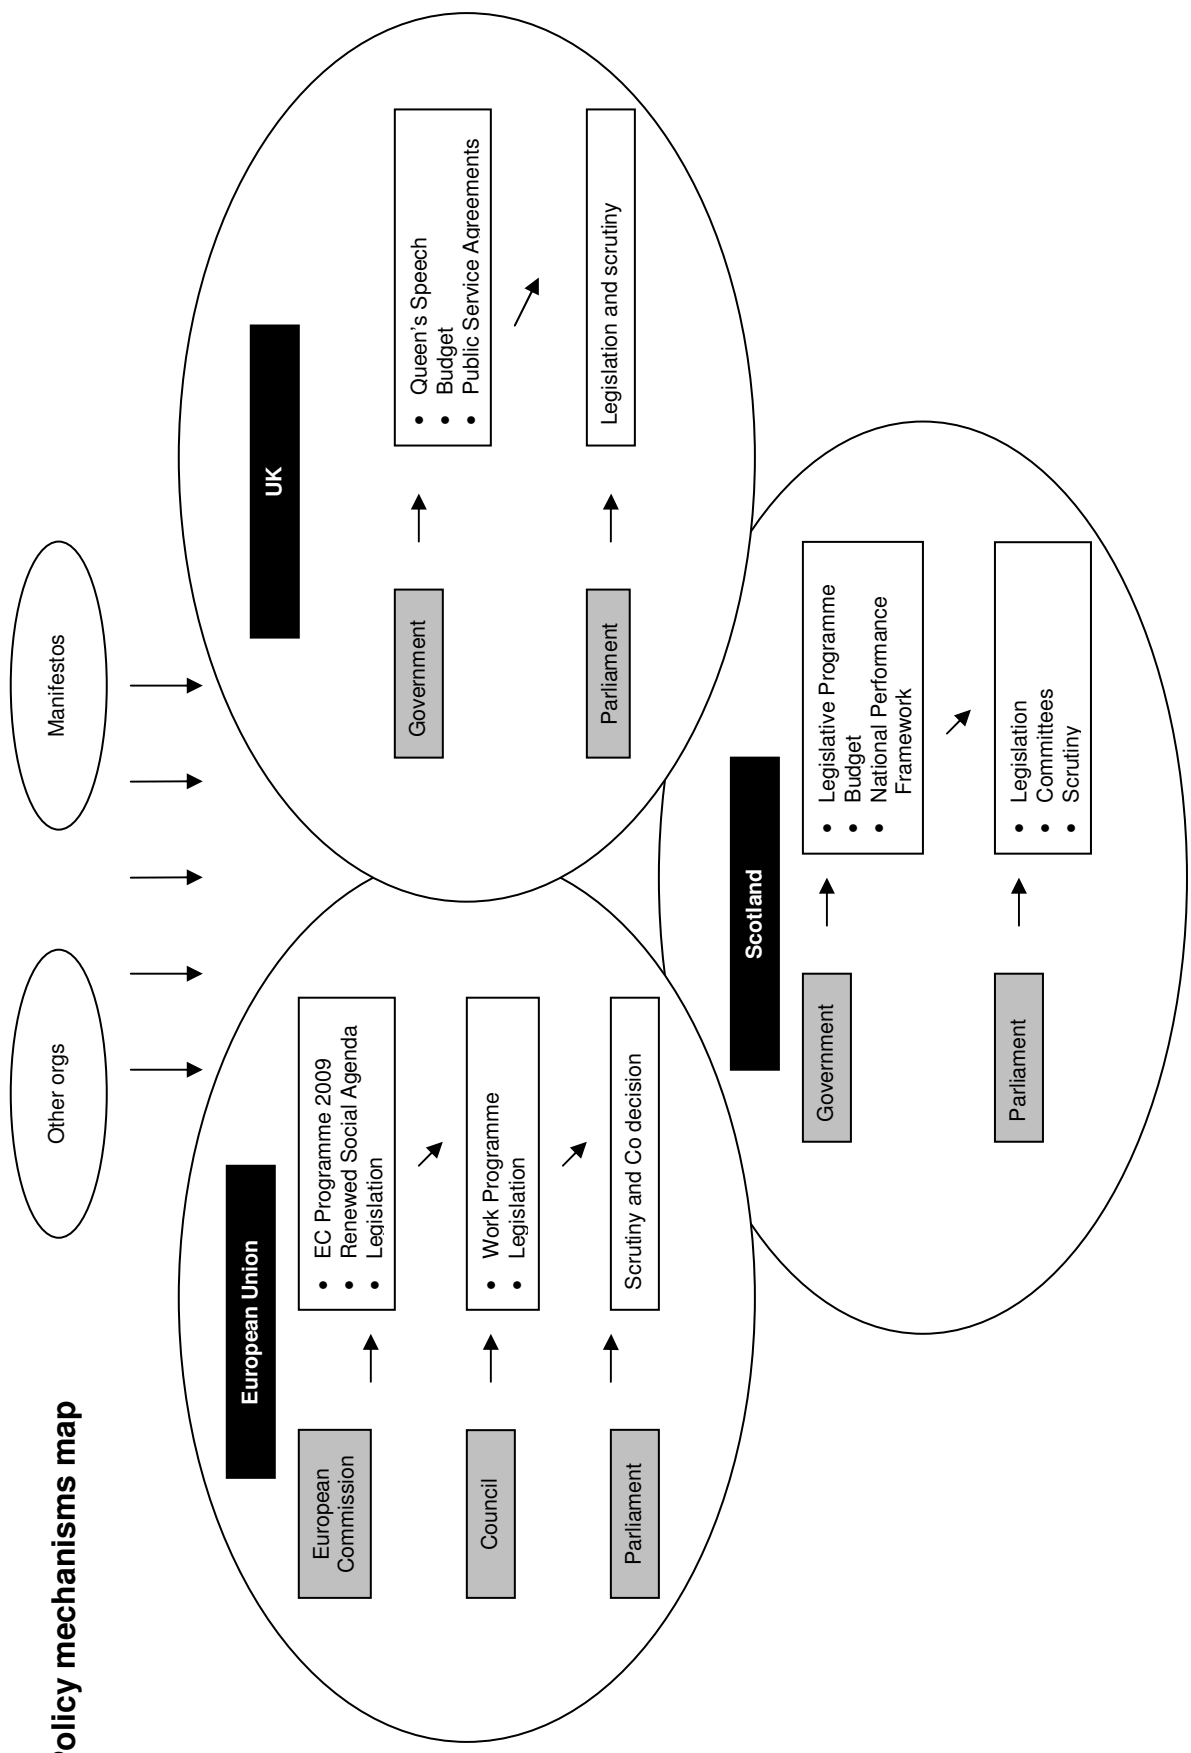 Policy mechanisms map
Other orgs
Manifestos
European Union
European
Commission
• EC Programme 2009
• Renewed Social Agenda
• Legislation
Council
• Work Programme
• Legislation
Parliament
Scrutiny and Co decision
UK
Government
• Queen's Speech
• Budget
• Public Service Agreements
Parliament
Legislation and scrutiny
Scotland
Government
• Legislative Programme
• Budget
• National Performance
Framework
Parliament
• Legislation
• Committees
• Scrutiny